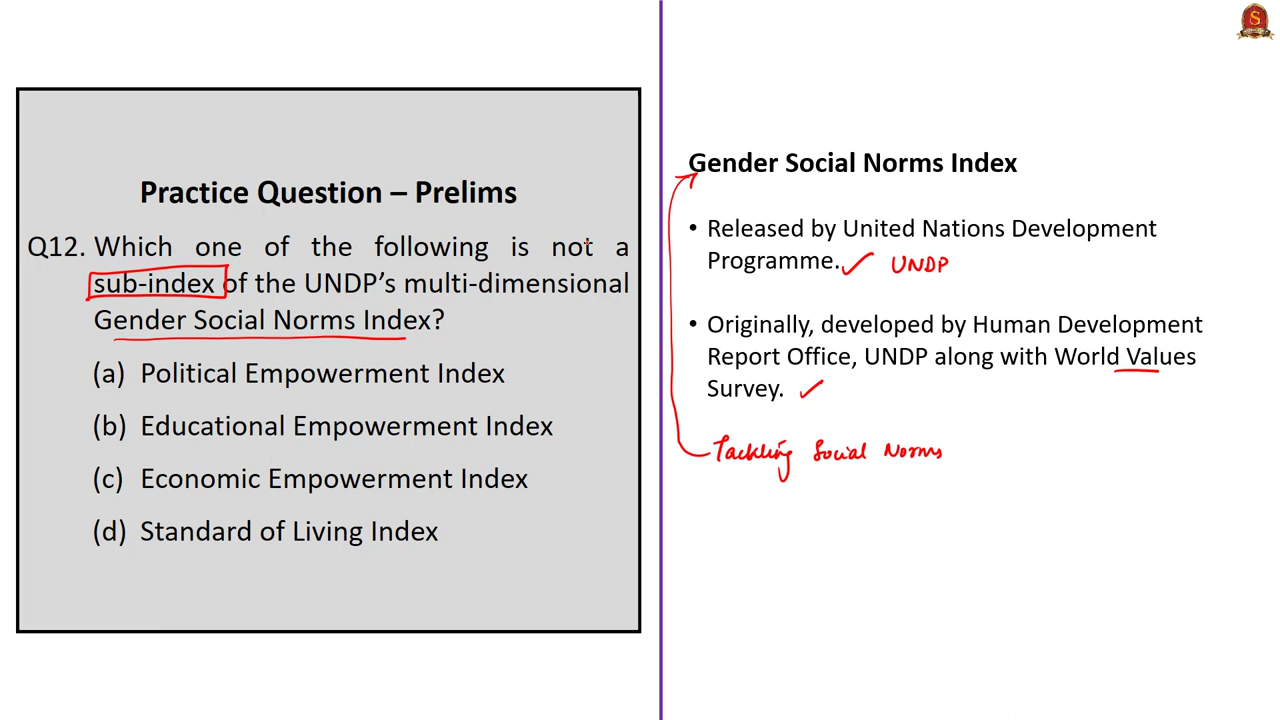 Practice Question – Prelims
Q12. Which one of the following is not a
sub-index of the UNDP's multi-dimensional
Gender Social Norms Index?
(a) Political Empowerment Index
(b) Educational Empowerment Index
(c) Economic Empowerment Index
(d) Standard of Living Index
S
Gender Social Norms Index
• Released by United Nations Development
Programme. UNDP
• Originally, developed by Human Development
Report Office, UNDP along with World Values
Survey.
Tackling Social Norms